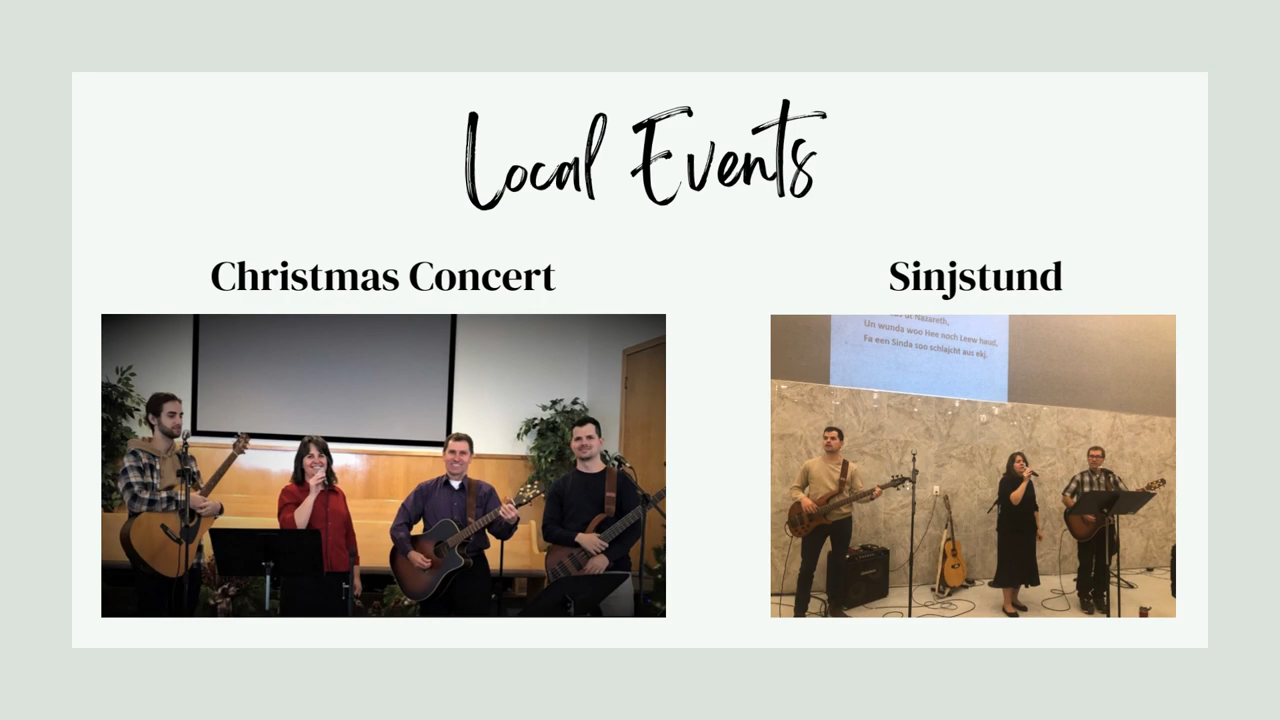 Local Events
Christmas Concert
Sinjstund
Nazareth,
Un wunda woo Hee noch Leew haud,
Fa een Sinda soo schlajcht aus ekj.